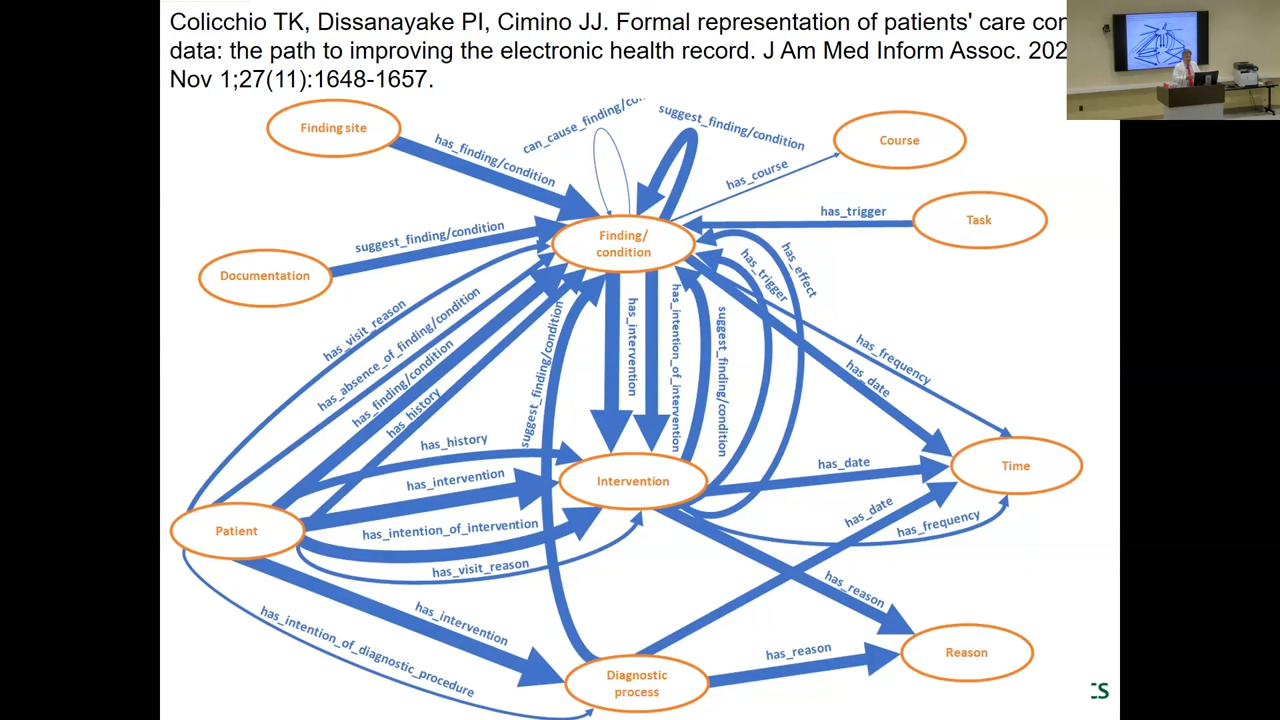 Colicchio TK, Dissanayake PI, Cimino JJ. Formal representation of patients' care con
data: the path to improving the electronic health record. J Am Med Inform Assoc. 202
Nov 1;27(11):1648-1657.
Finding site
Course
can_cause_finding/co
suggest_finding/condition
has_finding/condition
has_course
has_trigger
Task
suggest_finding/condition
Finding/
condition
Documentation
has_effect
has_trigger
has_visit_reason
has_absence_of_finding/condition
has_finding/condition
has_history
suggest_finding/condition
has_intervention
has_intention_of_intervention
suggest_finding/condition
has_frequency
has_date
has_history
has_intervention
Intervention
has_date
Time
Patient
has_intention_of_intervention
has_date
has_frequency
has_visit_reason
has_reason
has_intervention
has_intention_of_diagnostic_procedure
has_reason
Reason
Diagnostic
process
CS